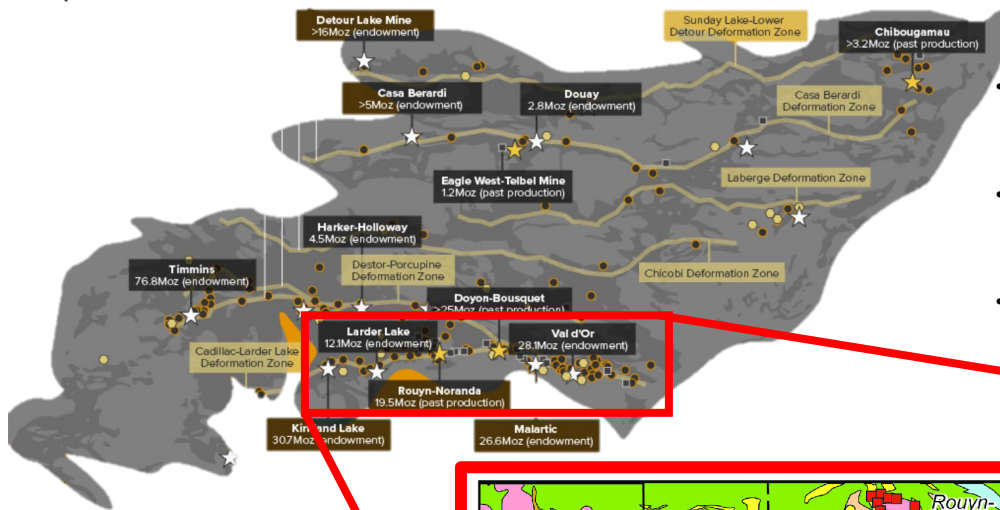 Detour Lake Mine
>16Moz (endowment)
Sunday Lake-Lower
Detour Deformation Zone
Chibougamau
>3.2Moz (past production)
Casa Berardi
>5Moz (endowment)
Douay
2.8Moz (endowment)
Casa Berardi
Deformation Zone
Eagle West-Telbel Mine
1.2Moz (past production)
Laberge Deformation Zone
Harker-Holloway
4.5Moz (endowment)
Timmins
76.8Moz (endowment)
Destor-Porcupine
Deformation Zone
Chicobi Deformation Zone
Doyon-Bousquet
>25Moz (past production)
Larder Lake
12.1Moz (endowment)
Val d'Or
28.1Moz (endowment)
Cadillac-Larder Lake
Deformation Zone
Rouyn-Noranda
19.5Moz (past production)
Kirkland Lake
30.7Moz (endowment)
Malartic
26.6Moz (endowment)
Rouyn-